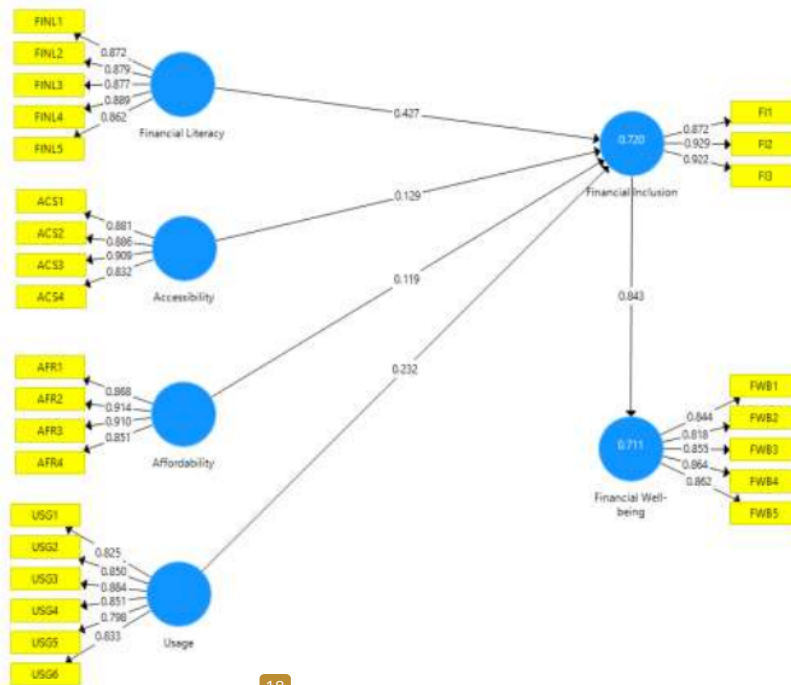 FINL1
FINL2
FINL3
FINL4
FINL5
0.872
0.879
0.877
0.889
0.862
Financial Literacy
ACS1
ACS2
ACS3
ACS4
0.881
0.886
0.909
0.832
Accessibility
AFR1
AFR2
AFR3
AFR4
0.868
0.914
0.910
0.851
Affordability
USG1
USG2
USG3
USG4
USG5
USG6
0.825
0.850
0.884
0.851
0.798
0.833
Usage
0.427
0.129
0.119
0.232
0.720
Financial Inclusion
0.872
0.929
0.922
FI1
FI2
FI3
0.843
0.711
Financial Well-
being
0.844
0.818
0.855
0.864
0.862
FWB1
FWB2
FWB3
FWB4
FWB5